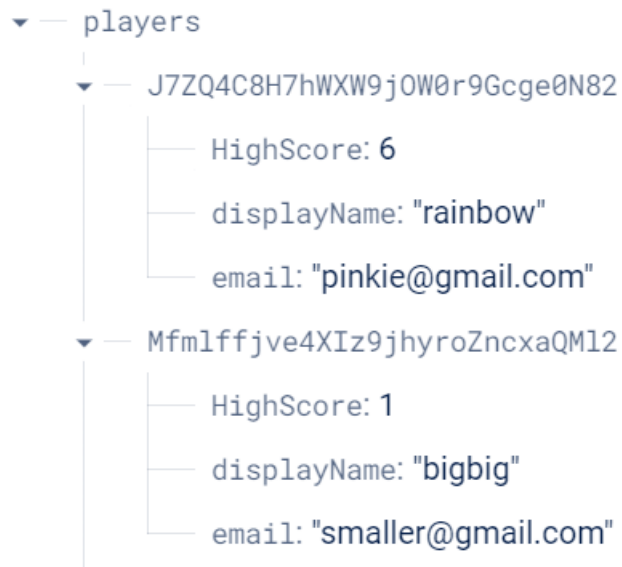 players
J7ZQ4C8H7hWXW9jOW0r9Gcge0N82
HighScore: 6
displayName: "rainbow"
email: "pinkie@gmail.com"
Mfmlffjve4XIz9jhyroZncxaQMl2
HighScore: 1
displayName: "bigbig"
email: "smaller@gmail.com"